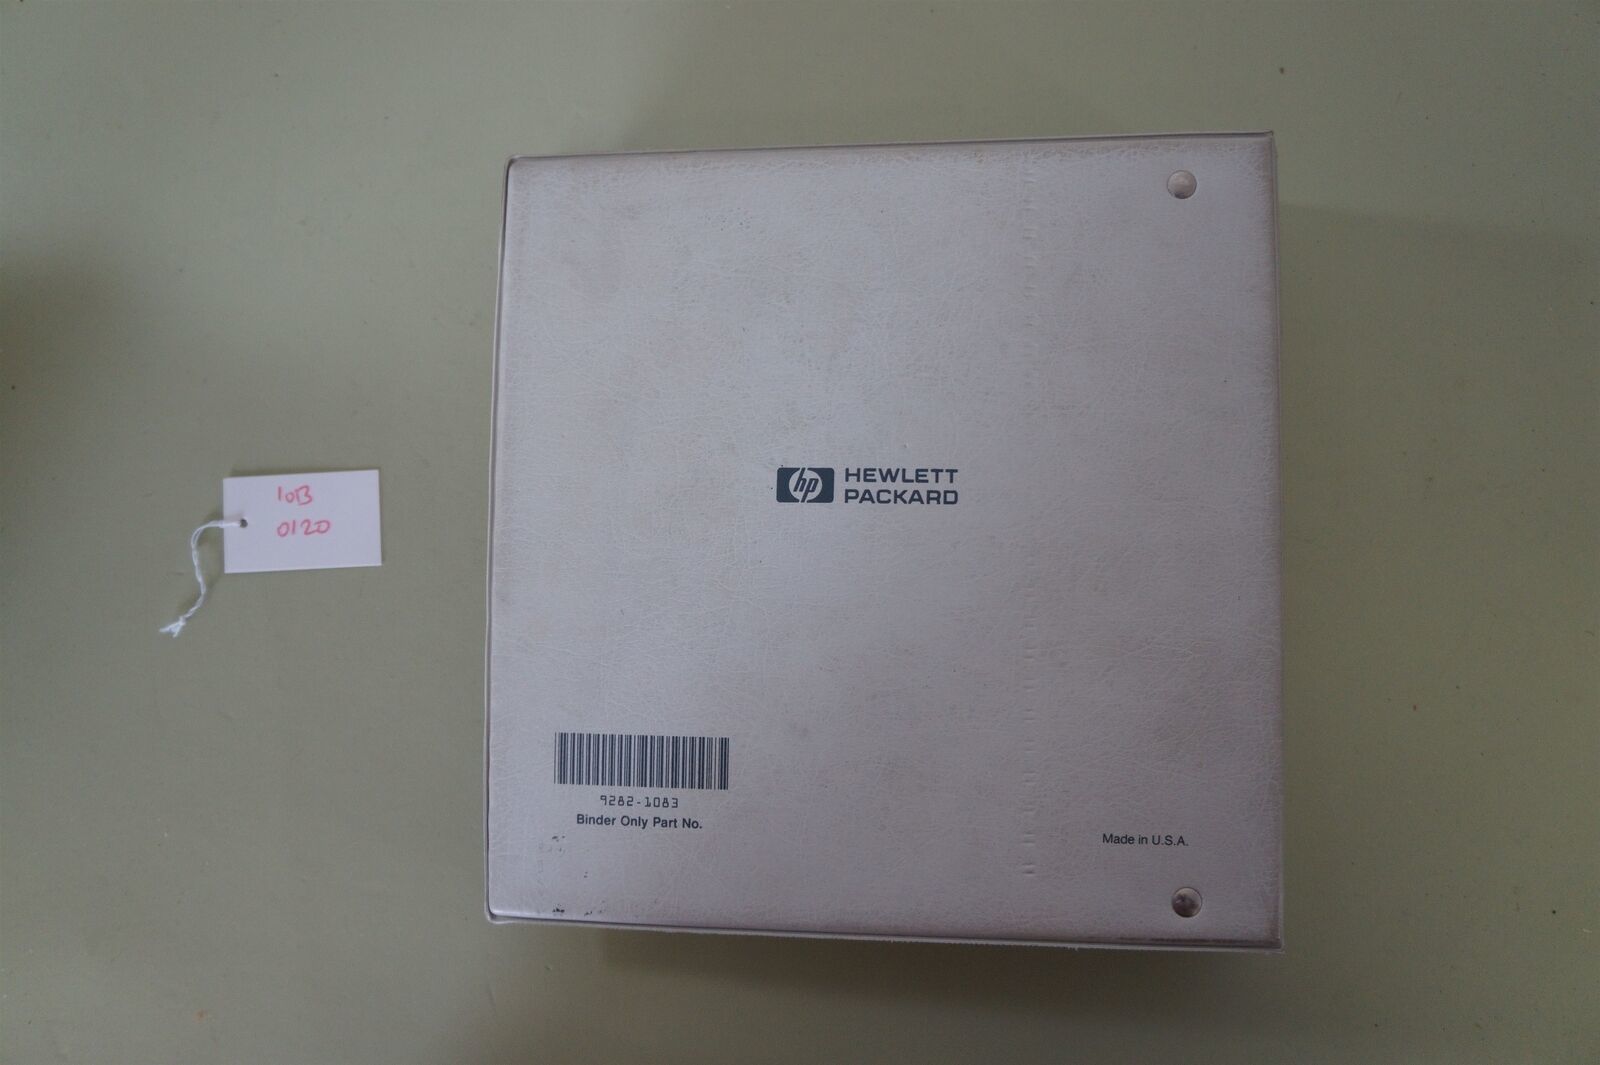 10B
0120
hp HEWLETT
PACKARD
9282-1083
Binder Only Part No.
Made in U.S.A.